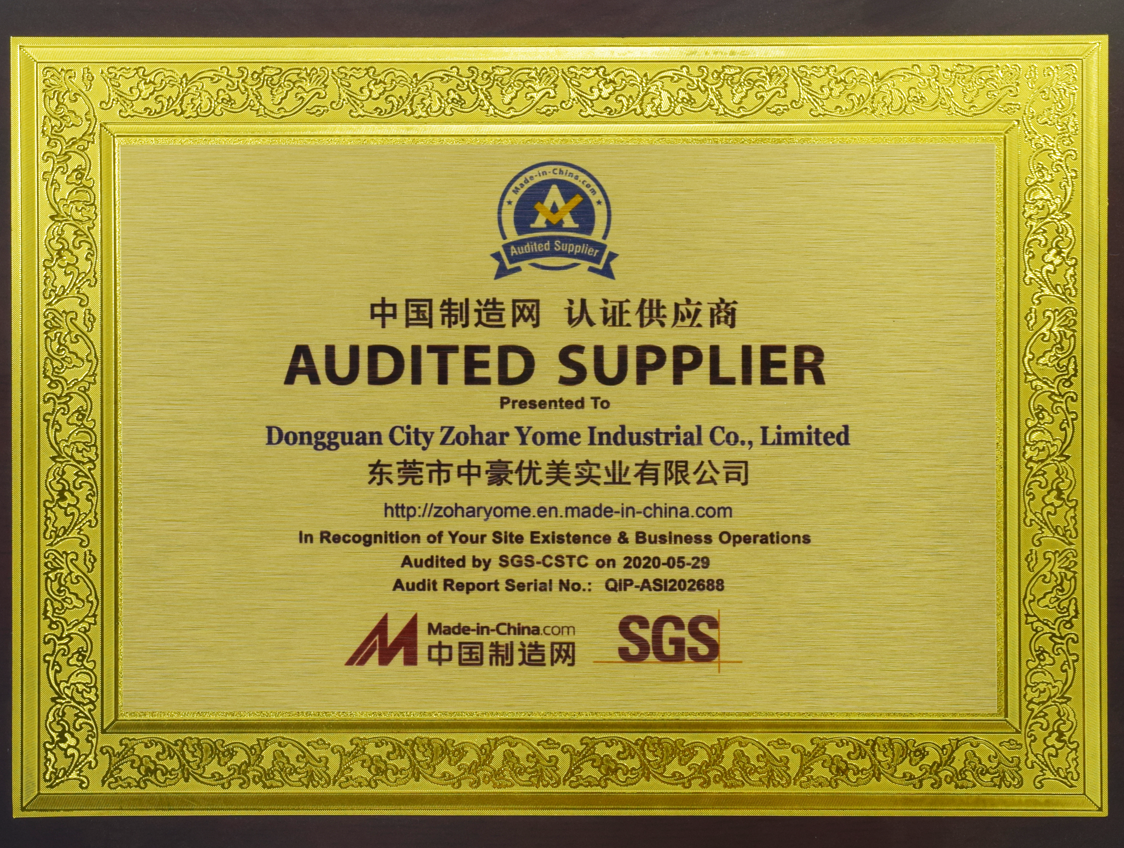 Made-in-China.com
A
Audited Supplier
中国制造网 认证供应商
AUDITED SUPPLIER
Presented To
Dongguan City Zohar Yome Industrial Co., Limited
东莞市中豪优美实业有限公司
http://zoharyome.en.made-in-china.com
In Recognition of Your Site Existence & Business Operations
Audited by SGS-CSTC on 2020-05-29
Audit Report Serial No.: QIP-ASI202688
Made-in-China.com
中国制造网
SGS